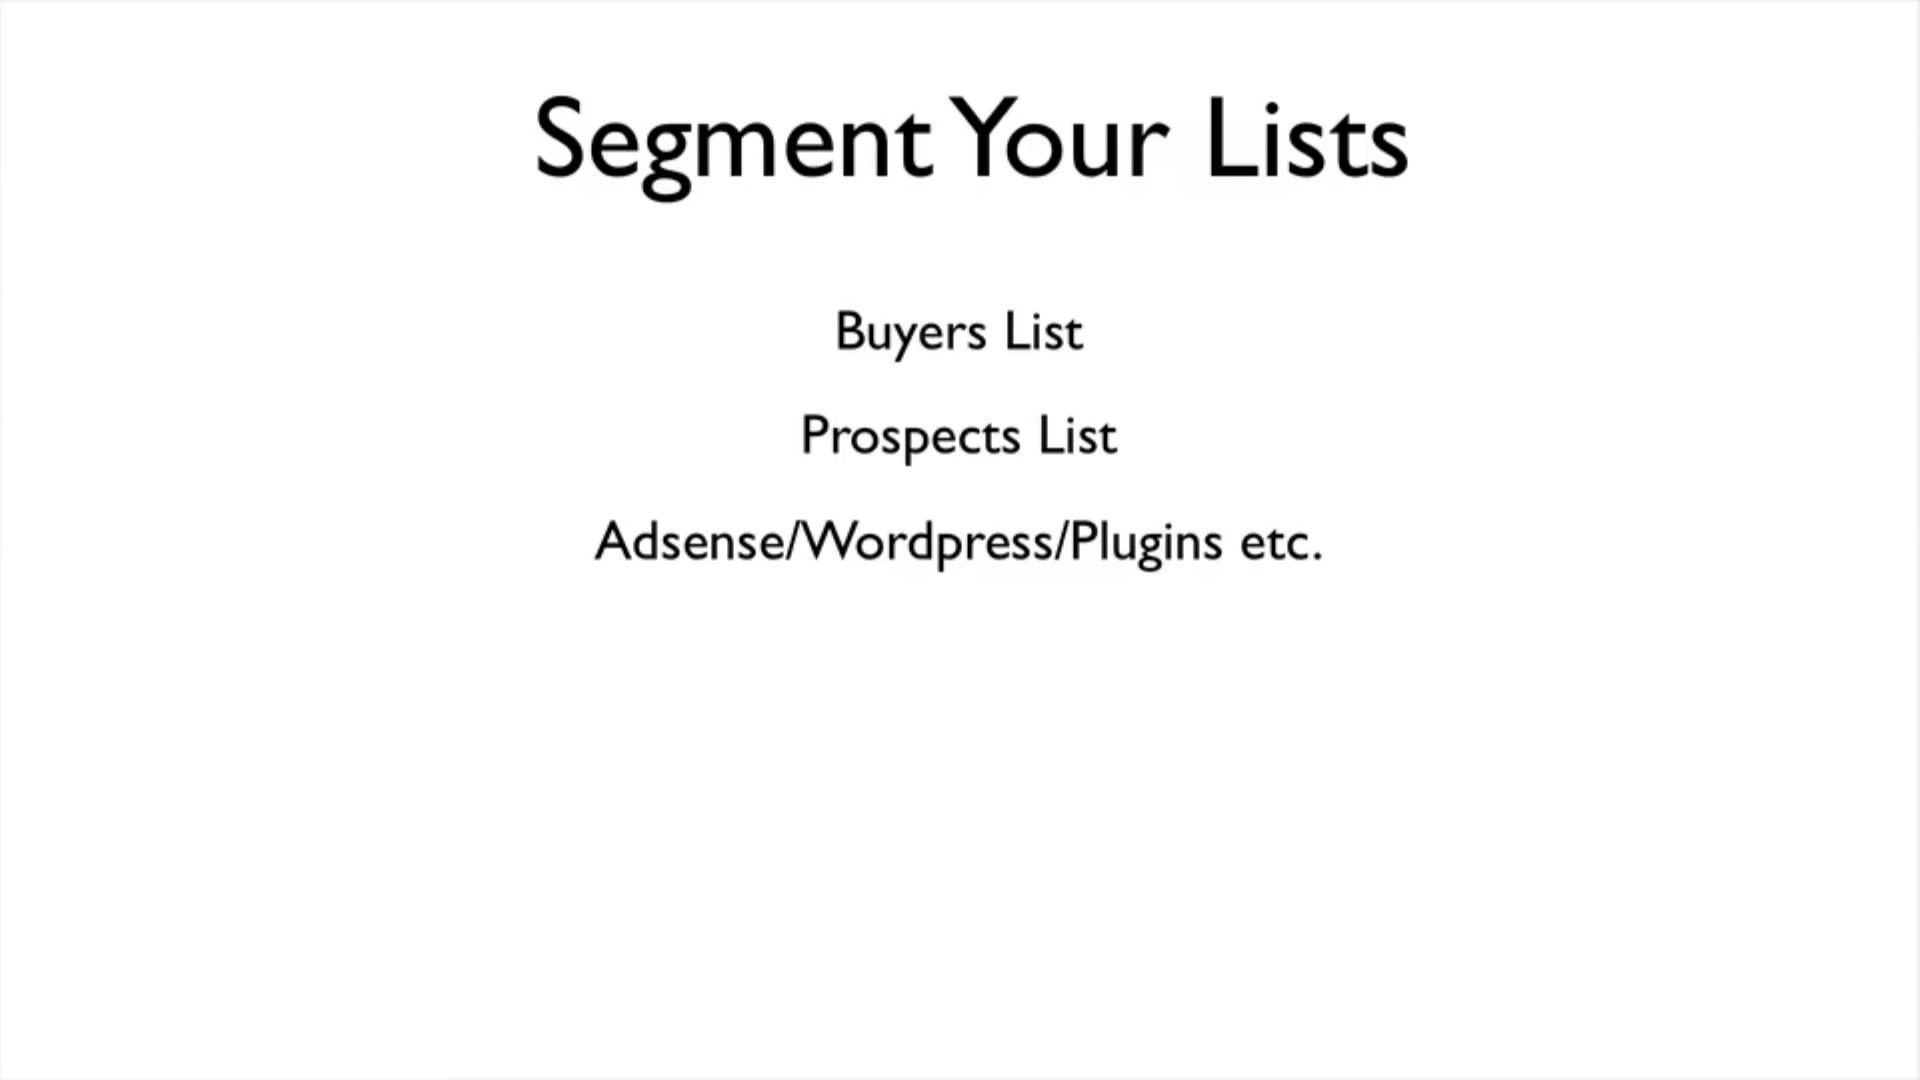 Segment Your Lists
Buyers List
Prospects List
Adsense/Wordpress/Plugins etc.